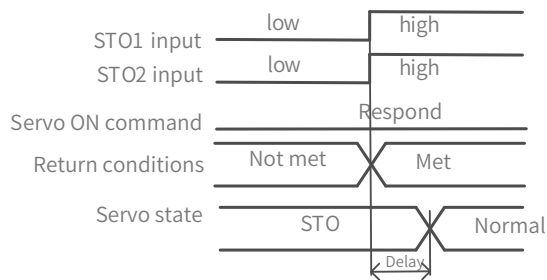 STO1 input low high
STO2 input low high
Servo ON command Respond
Return conditions Not met Met
Servo state STO Normal
Delay